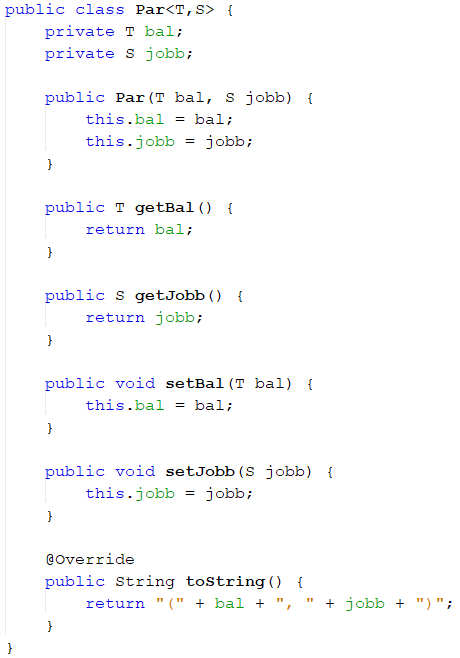 public class Par<T,S> {
    private T bal;
    private S jobb;

    public Par(T bal, S jobb) {
        this.bal = bal;
        this.jobb = jobb;
    }

    public T getBal() {
        return bal;
    }

    public S getJobb() {
        return jobb;
    }

    public void setBal(T bal) {
        this.bal = bal;
    }

    public void setJobb(S jobb) {
        this.jobb = jobb;
    }

    @Override
    public String toString() {
        return "(" + bal + ", " + jobb + ")";
    }
}